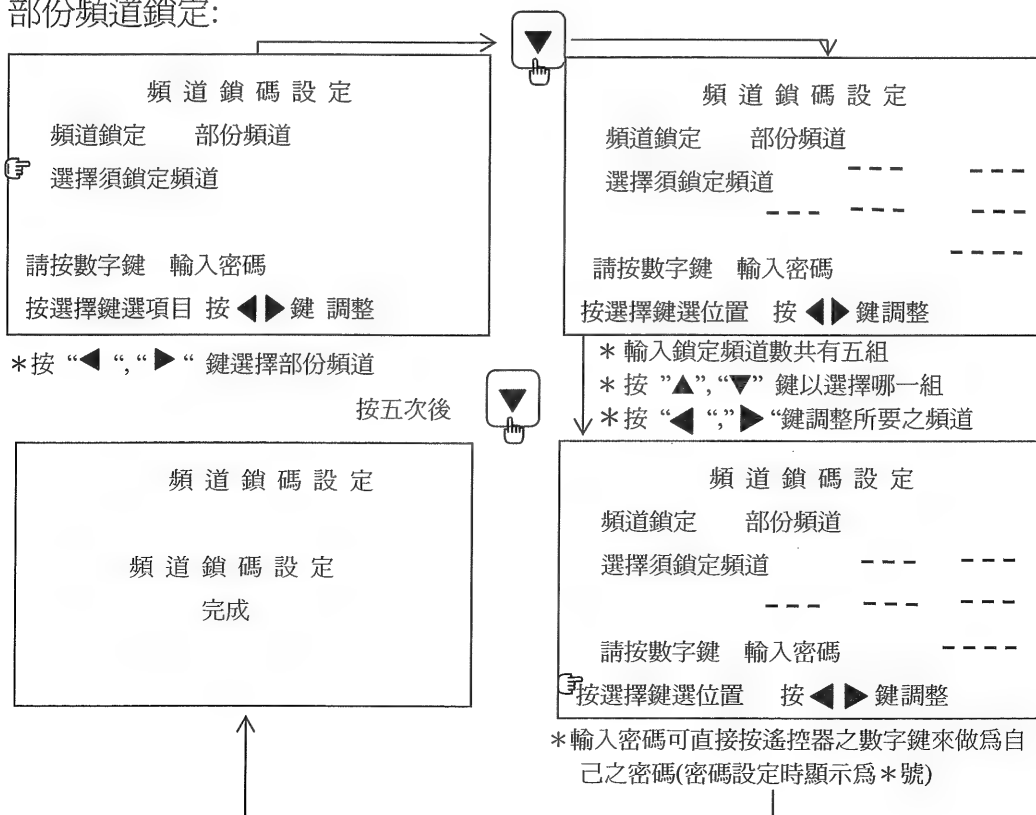 部份頻道鎖定:
頻道鎖碼設定
頻道鎖定 部份頻道
選擇須鎖定頻道
請按數字鍵 輸入密碼
按選擇鍵選項目 按◀▶鍵 調整
＊按 “◀ “, “ ▶ “ 鍵選擇部份頻道
頻道鎖碼設定
頻道鎖定 部份頻道
選擇須鎖定頻道 --- ---
--- --- ---
----
請按數字鍵 輸入密碼
按選擇鍵選位置 按◀▶鍵調整
＊輸入鎖定頻道數共有五組
＊按 ”▲”, “▼” 鍵以選擇哪一組
＊按 “◀ “,” ▶ “鍵調整所要之頻道
按五次後
頻道鎖碼設定
頻道鎖定 部份頻道
選擇須鎖定頻道 --- ---
--- --- ---
請按數字鍵 輸入密碼 ----
按選擇鍵選位置 按◀▶鍵調整
＊輸入密碼可直接按遙控器之數字鍵來做爲自
己之密碼(密碼設定時顯示爲＊號)
頻道鎖碼設定
頻道鎖碼設定
完成